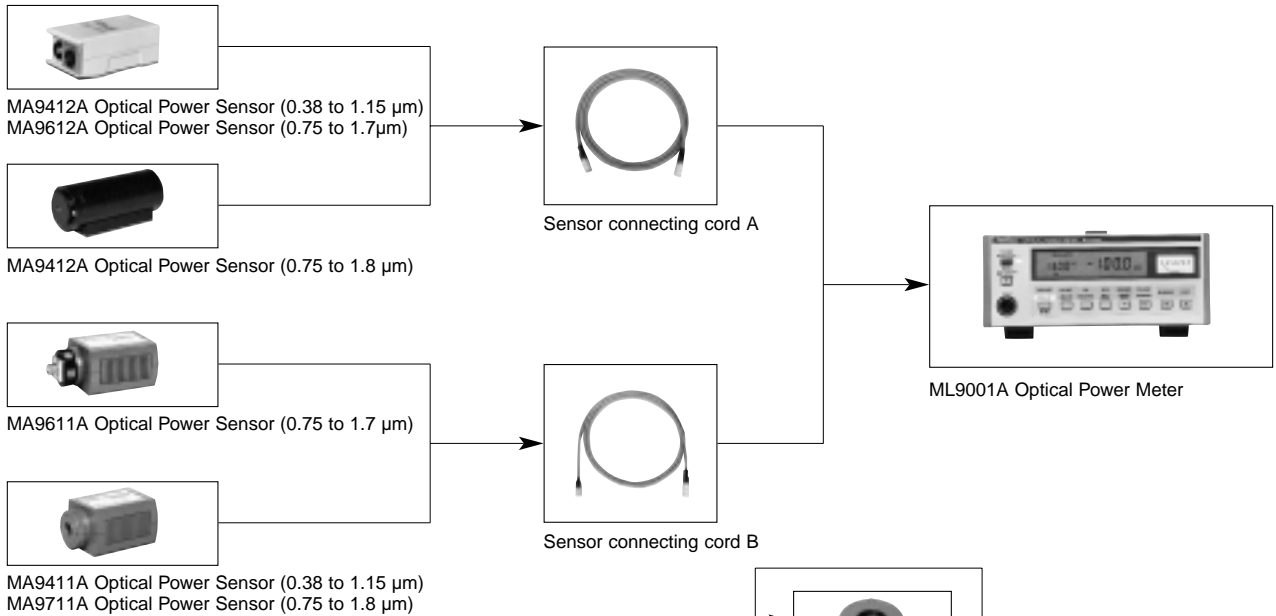 MA9412A Optical Power Sensor (0.38 to 1.15 µm)
MA9612A Optical Power Sensor (0.75 to 1.7µm)
Sensor connecting cord A
MA9412A Optical Power Sensor (0.75 to 1.8 µm)
ML9001A Optical Power Meter
MA9611A Optical Power Sensor (0.75 to 1.7 µm)
Sensor connecting cord B
MA9411A Optical Power Sensor (0.38 to 1.15 µm)
MA9711A Optical Power Sensor (0.75 to 1.8 µm)